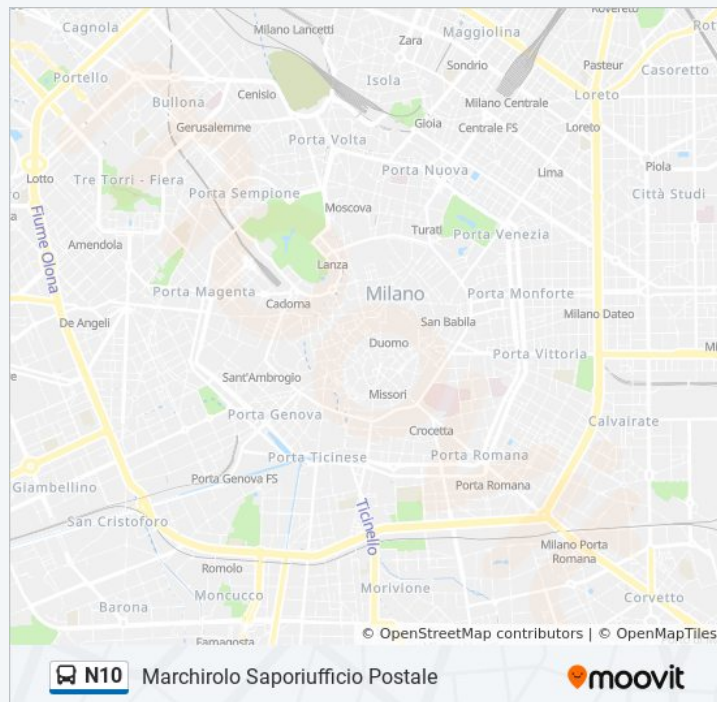 Cagnola
Milano Lancetti
Zara
Maggiolina
Rovereto
Portello
Isola
Sondrio
Pasteur
Casoretto
Bullona
Cenisio
Milano Centrale
Loreto
Gerusalemme
Gioia
Centrale FS
Loreto
Porta Volta
Lotto
Tre Torri - Fiera
Porta Nuova
Lima
Piola
Porta Sempione
Città Studi
Moscova
Turati
Fiume Olona
Amendola
Porta Venezia
Lanza
Porta Magenta
Cadorna
Milano
Porta Monforte
De Angeli
San Babila
Milano Dateo
Duomo
Porta Vittoria
Sant'Ambrogio
Missori
Porta Genova
Crocetta
Calvairate
Porta Ticinese
Porta Romana
Giambellino
Porta Genova FS
Porta Romana
San Cristoforo
Ticinello
Milano Porta
Romana
Romolo
Moncucco
Morivione
Corvetto
Barona
Famagosta
© OpenStreetMap contributors | © OpenMapTiles
N10 Marchirolo Saporiufficio Postale
moovit